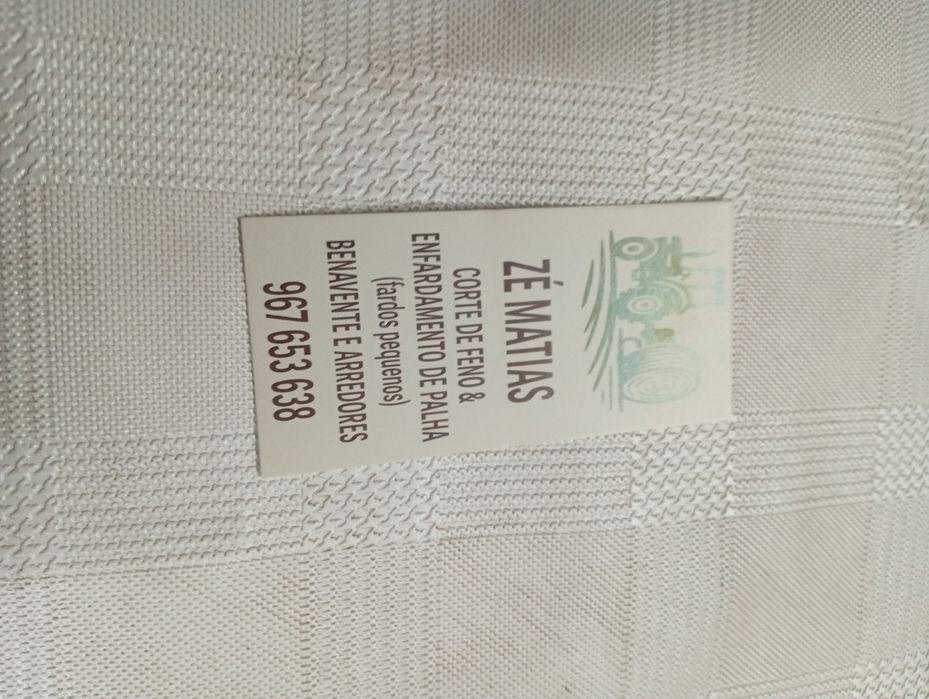 ZÉ MATIAS
CORTE DE FENO &
ENFARDAMENTO DE PALHA
(fardos pequenos)
BENAVENTE E ARREDORES
967 653 638